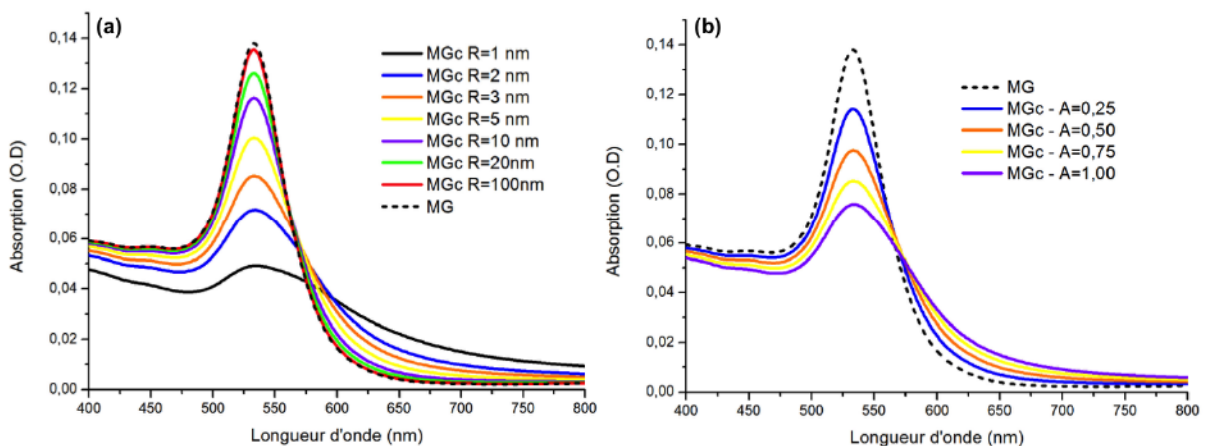 (a)
0,14
0,12
0,10
0,08
0,06
0,04
0,02
0,00
Absorption (O.D)
400 450 500 550 600 650 700 750 800
Longueur d'onde (nm)
MGc R=1 nm
MGc R=2 nm
MGc R=3 nm
MGc R=5 nm
MGc R=10 nm
MGc R=20nm
MGc R=100nm
MG
(b)
0,14
0,12
0,10
0,08
0,06
0,04
0,02
0,00
Absorption (O.D)
400 450 500 550 600 650 700 750 800
Longueur d'onde (nm)
MG
MGc - A=0,25
MGc - A=0,50
MGc - A=0,75
MGc - A=1,00